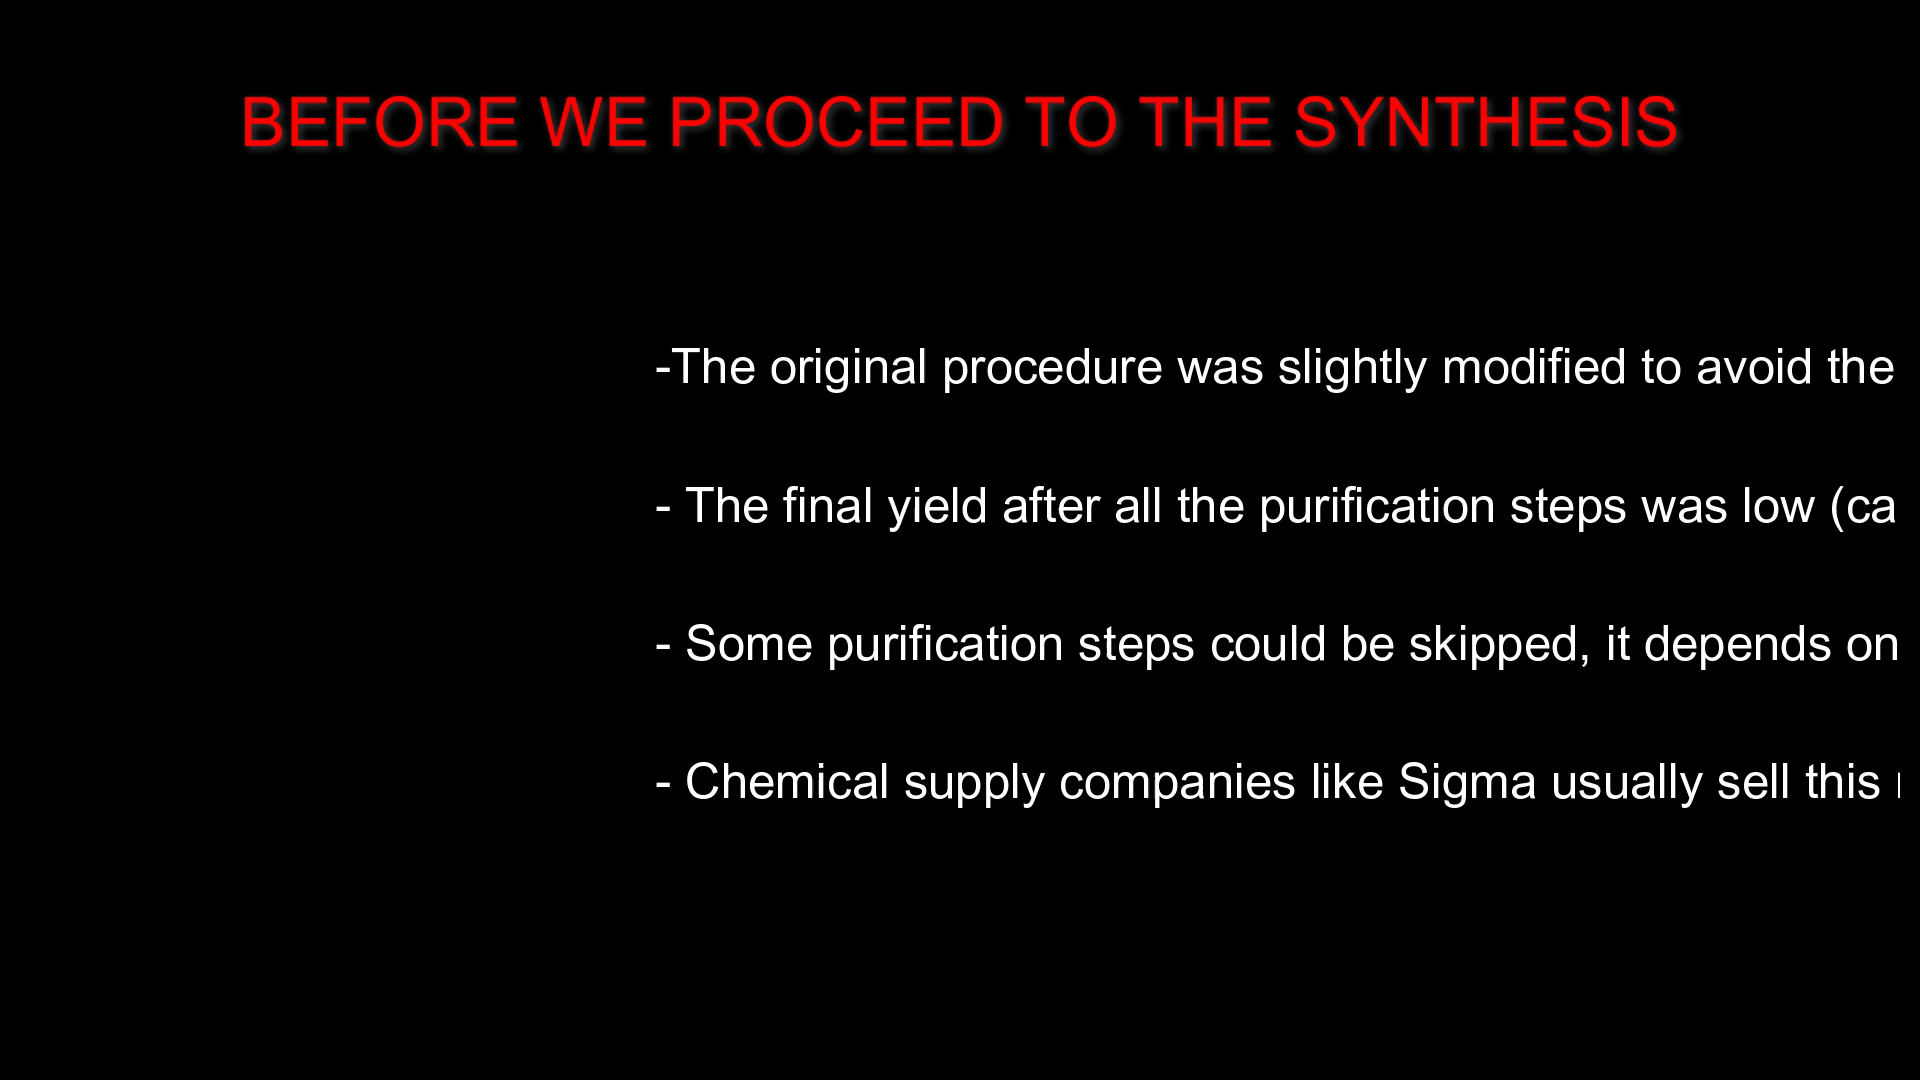 BEFORE WE PROCEED TO THE SYNTHESIS
-The original procedure was slightly modified to avoid the
- The final yield after all the purification steps was low (ca
- Some purification steps could be skipped, it depends on
- Chemical supply companies like Sigma usually sell this